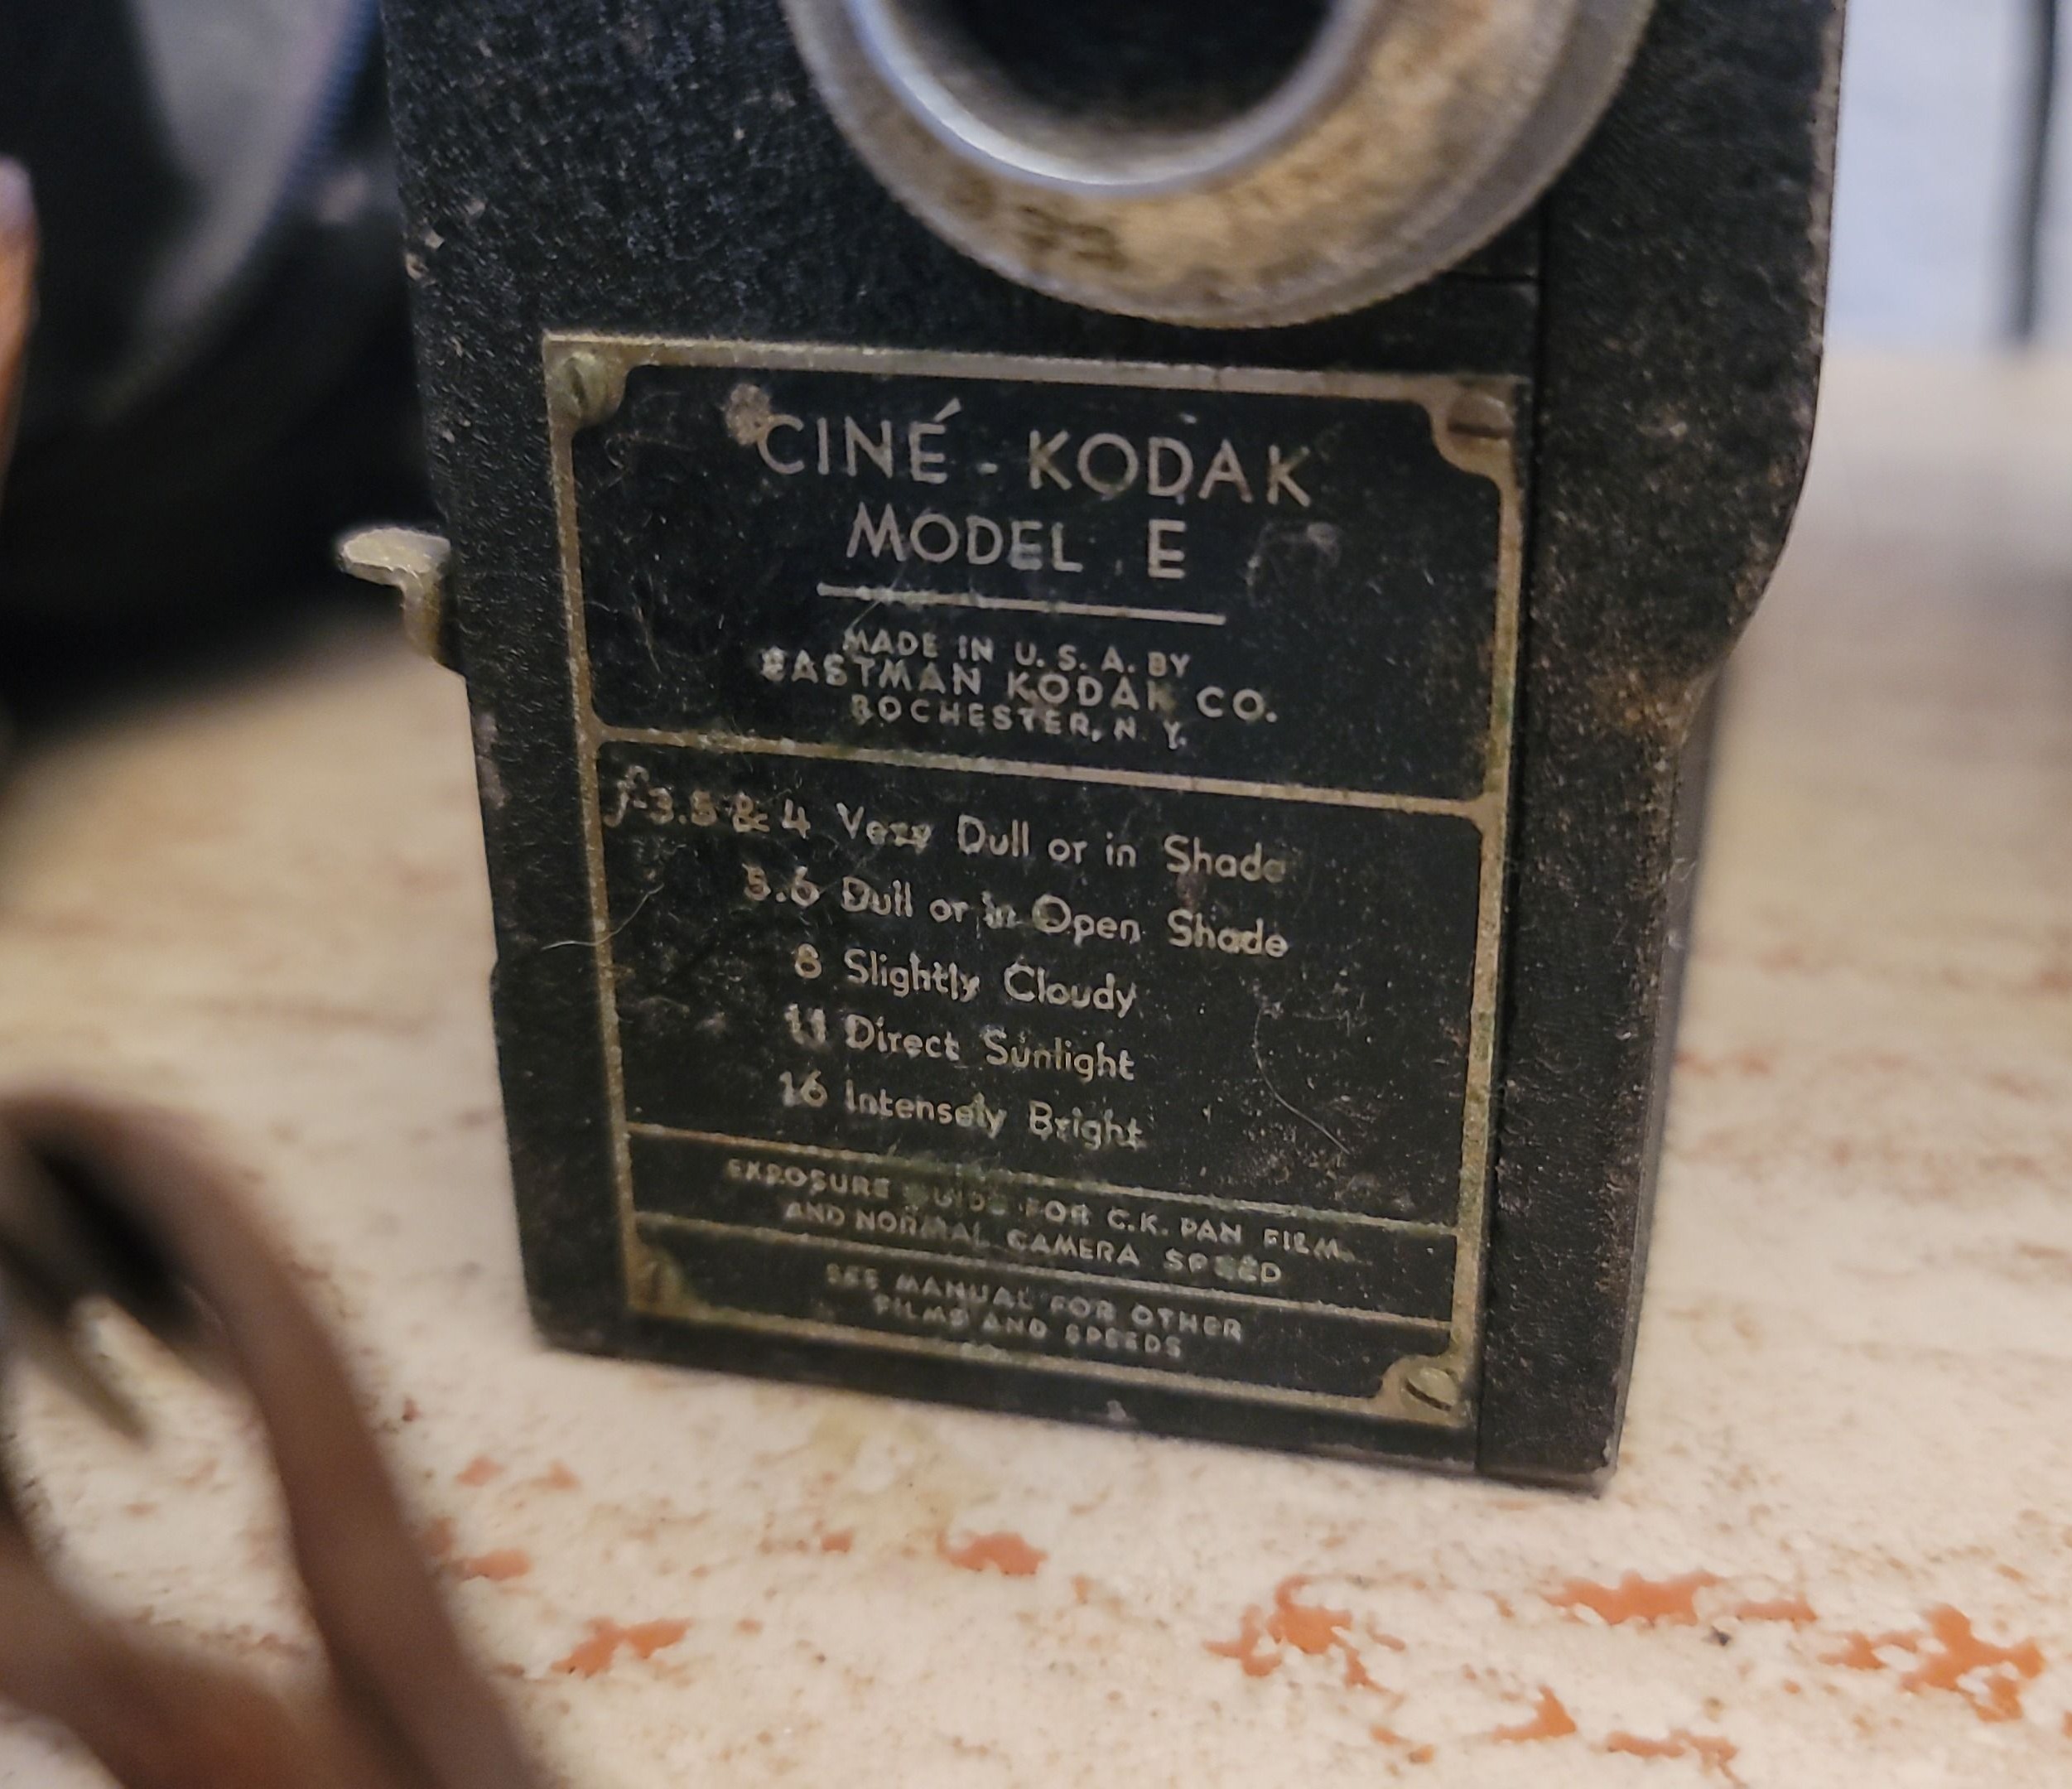 CINÉ - KODAK
MODEL E
MADE IN U.S.A. BY
EASTMAN KODAK CO.
ROCHESTER, N.Y.
f-3.5 & 4 Very Dull or in Shade
5.6 Dull or in Open Shade
8 Slightly Cloudy
11 Direct Sunlight
16 Intensely Bright
EXPOSURE GUIDE FOR C.K. PAN FILM
AND NORMAL CAMERA SPEED
SEE MANUAL FOR OTHER
FILMS AND SPEEDS